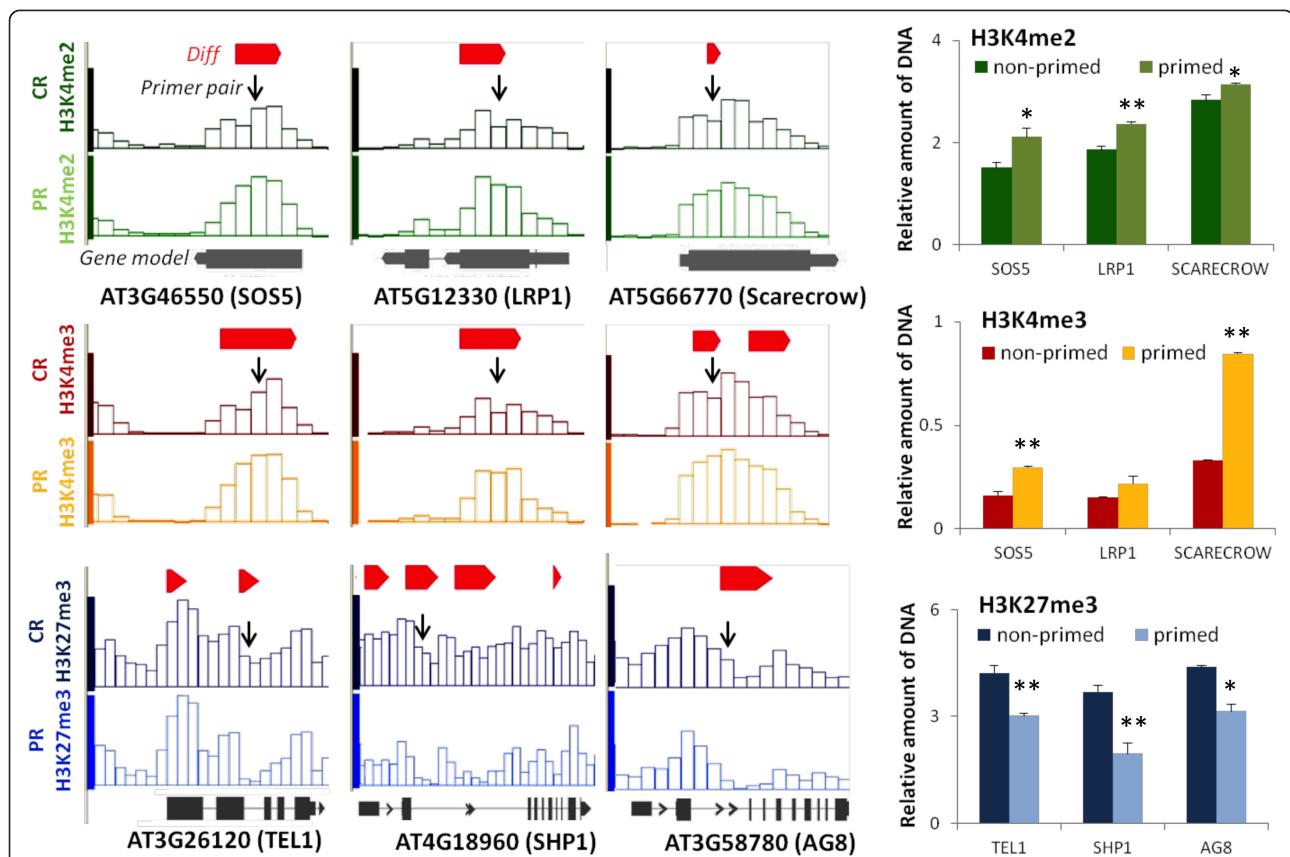 Diff
Primer pair
CR
H3K4me2
PR
H3K4me2
Gene model
AT3G46550 (SOS5)
AT5G12330 (LRP1)
AT5G66770 (Scarecrow)
CR
H3K4me3
PR
H3K4me3
CR
H3K27me3
PR
H3K27me3
AT3G26120 (TEL1)
AT4G18960 (SHP1)
AT3G58780 (AG8)
H3K4me2
non-primed
primed
Relative amount of DNA
4
2
0
*
**
*
SOS5
LRP1
SCARECROW
H3K4me3
non-primed
primed
Relative amount of DNA
1
0.5
0
**
**
SOS5
LRP1
SCARECROW
H3K27me3
non-primed
primed
Relative amount of DNA
6
3
0
**
**
*
TEL1
SHP1
AG8